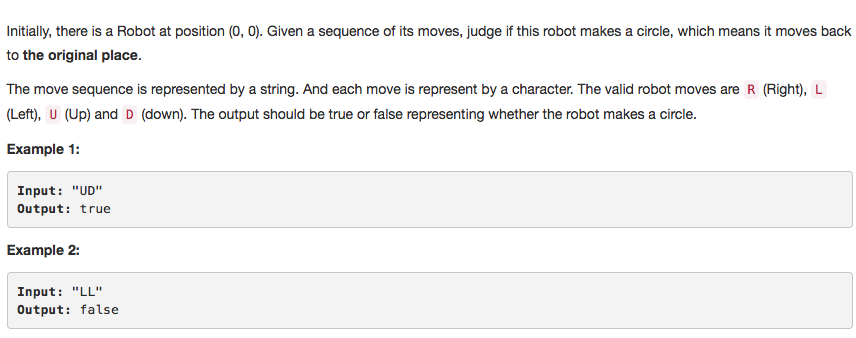 Initially, there is a Robot at position (0, 0). Given a sequence of its moves, judge if this robot makes a circle, which means it moves back
to the original place.
The move sequence is represented by a string. And each move is represent by a character. The valid robot moves are R (Right), L
(Left), U (Up) and D (down). The output should be true or false representing whether the robot makes a circle.
Example 1:
Input: "UD"
Output: true
Example 2:
Input: "LL"
Output: false